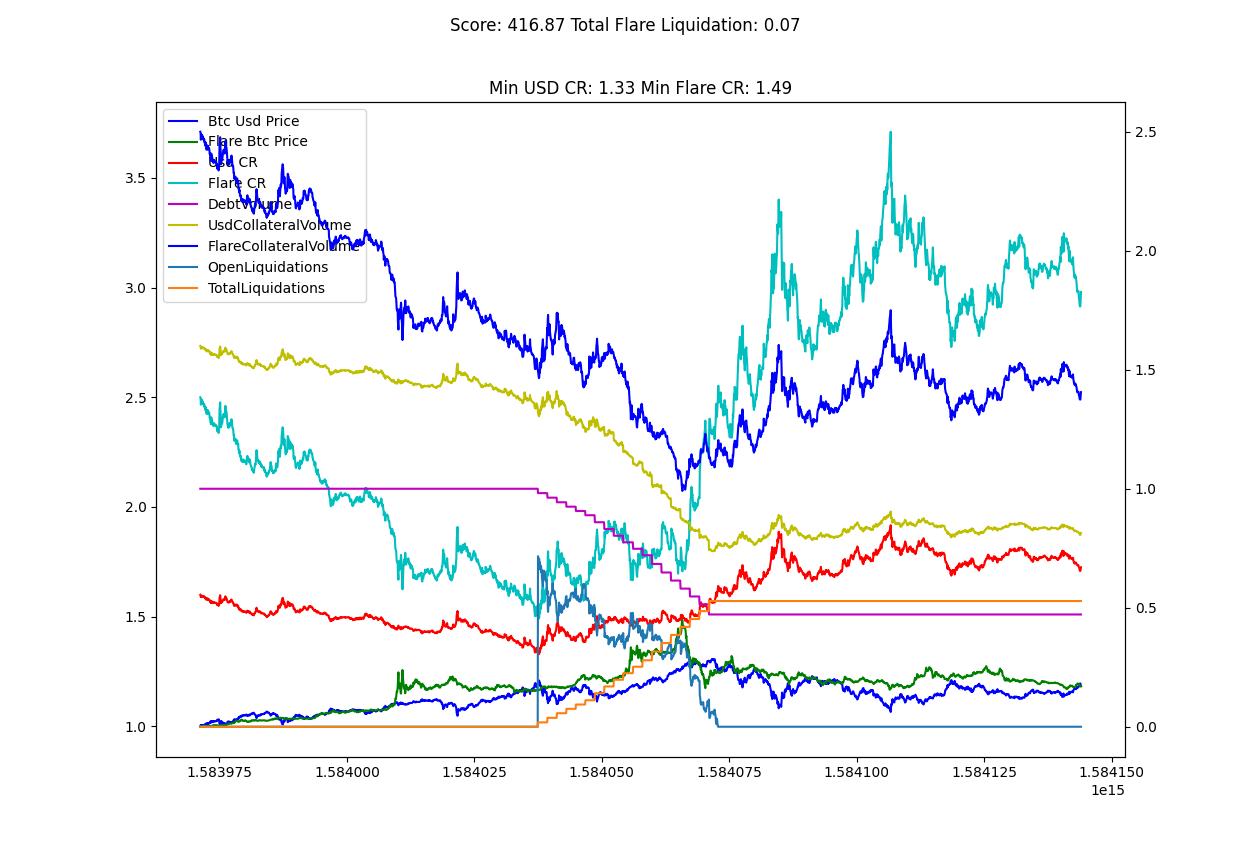 Score: 416.87 Total Flare Liquidation: 0.07
Min USD CR: 1.33 Min Flare CR: 1.49
Btc Usd Price
Flare Btc Price
Usd CR
Flare CR
DebtVolume
UsdCollateralVolume
FlareCollateralVolume
OpenLiquidations
TotalLiquidations
3.5
3.0
2.5
2.0
1.5
1.0
2.5
2.0
1.5
1.0
0.5
0.0
1.583975 1.584000 1.584025 1.584050 1.584075 1.584100 1.584125 1.584150
1e15